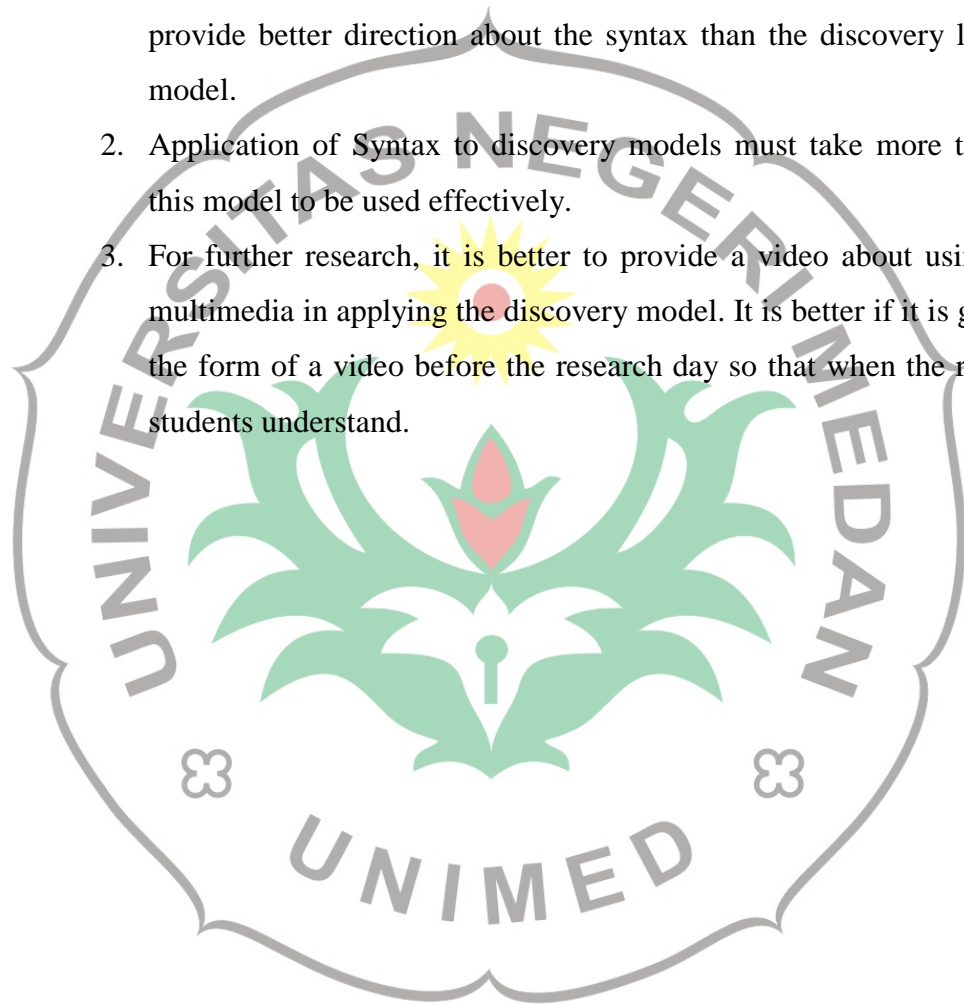 provide better direction about the syntax than the discovery
model.
2. Application of Syntax to discovery models must take more
this model to be used effectively.
3. For further research, it is better to provide a video about
multimedia in applying the discovery model. It is better if it is
the form of a video before the research day so that when the
students understand.
UNIVERSITAS NEGERI MEDAN
UNIMED